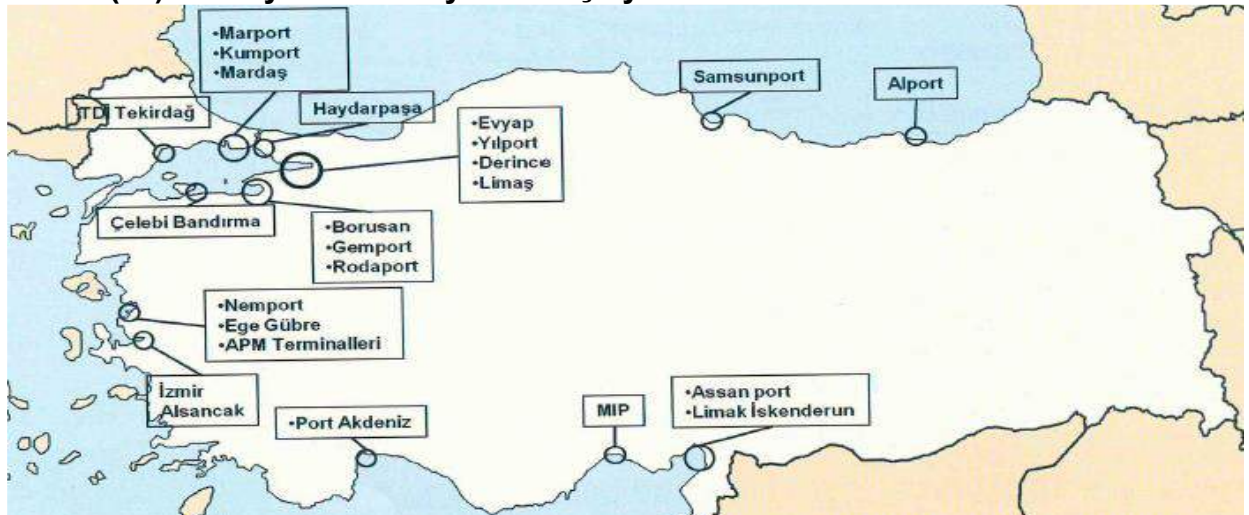 •Marport
•Kumport
•Mardaş
TDİ Tekirdağ
Haydarpaşa
•Evyap
•Yılport
•Derince
•Limaş
Samsunport
Alport
Çelebi Bandırma
•Borusan
•Gemport
•Rodaport
•Nemport
•Ege Gübre
•APM Terminalleri
İzmir
Alsancak
•Port Akdeniz
MIP
•Assan port
•Limak İskenderun